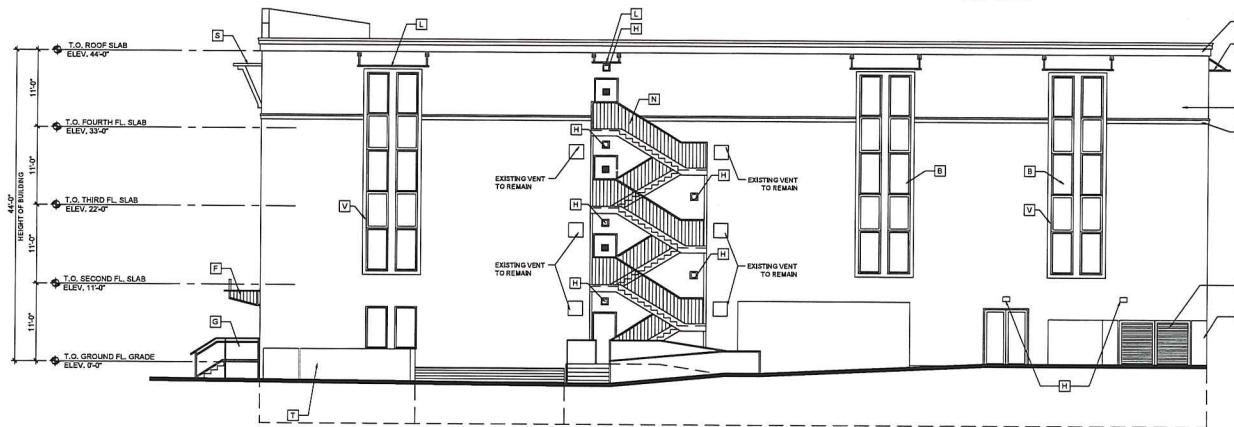 L
L
H
S
T.O. ROOF SLAB
ELEV. 44'-0"
11'-0"
N
T.O. FOURTH FL. SLAB
ELEV. 33'-0"
H
EXISTING VENT
TO REMAIN
EXISTING VENT
TO REMAIN
B
B
11'-0"
44'-0"
HEIGHT OF BUILDING
H
T.O. THIRD FL. SLAB
ELEV. 22'-0"
V
V
H
11'-0"
H
EXISTING VENT
TO REMAIN
EXISTING VENT
TO REMAIN
F
T.O. SECOND FL. SLAB
ELEV. 11'-0"
H
11'-0"
G
T.O. GROUND FL. GRADE
ELEV. 0'-0"
H
T